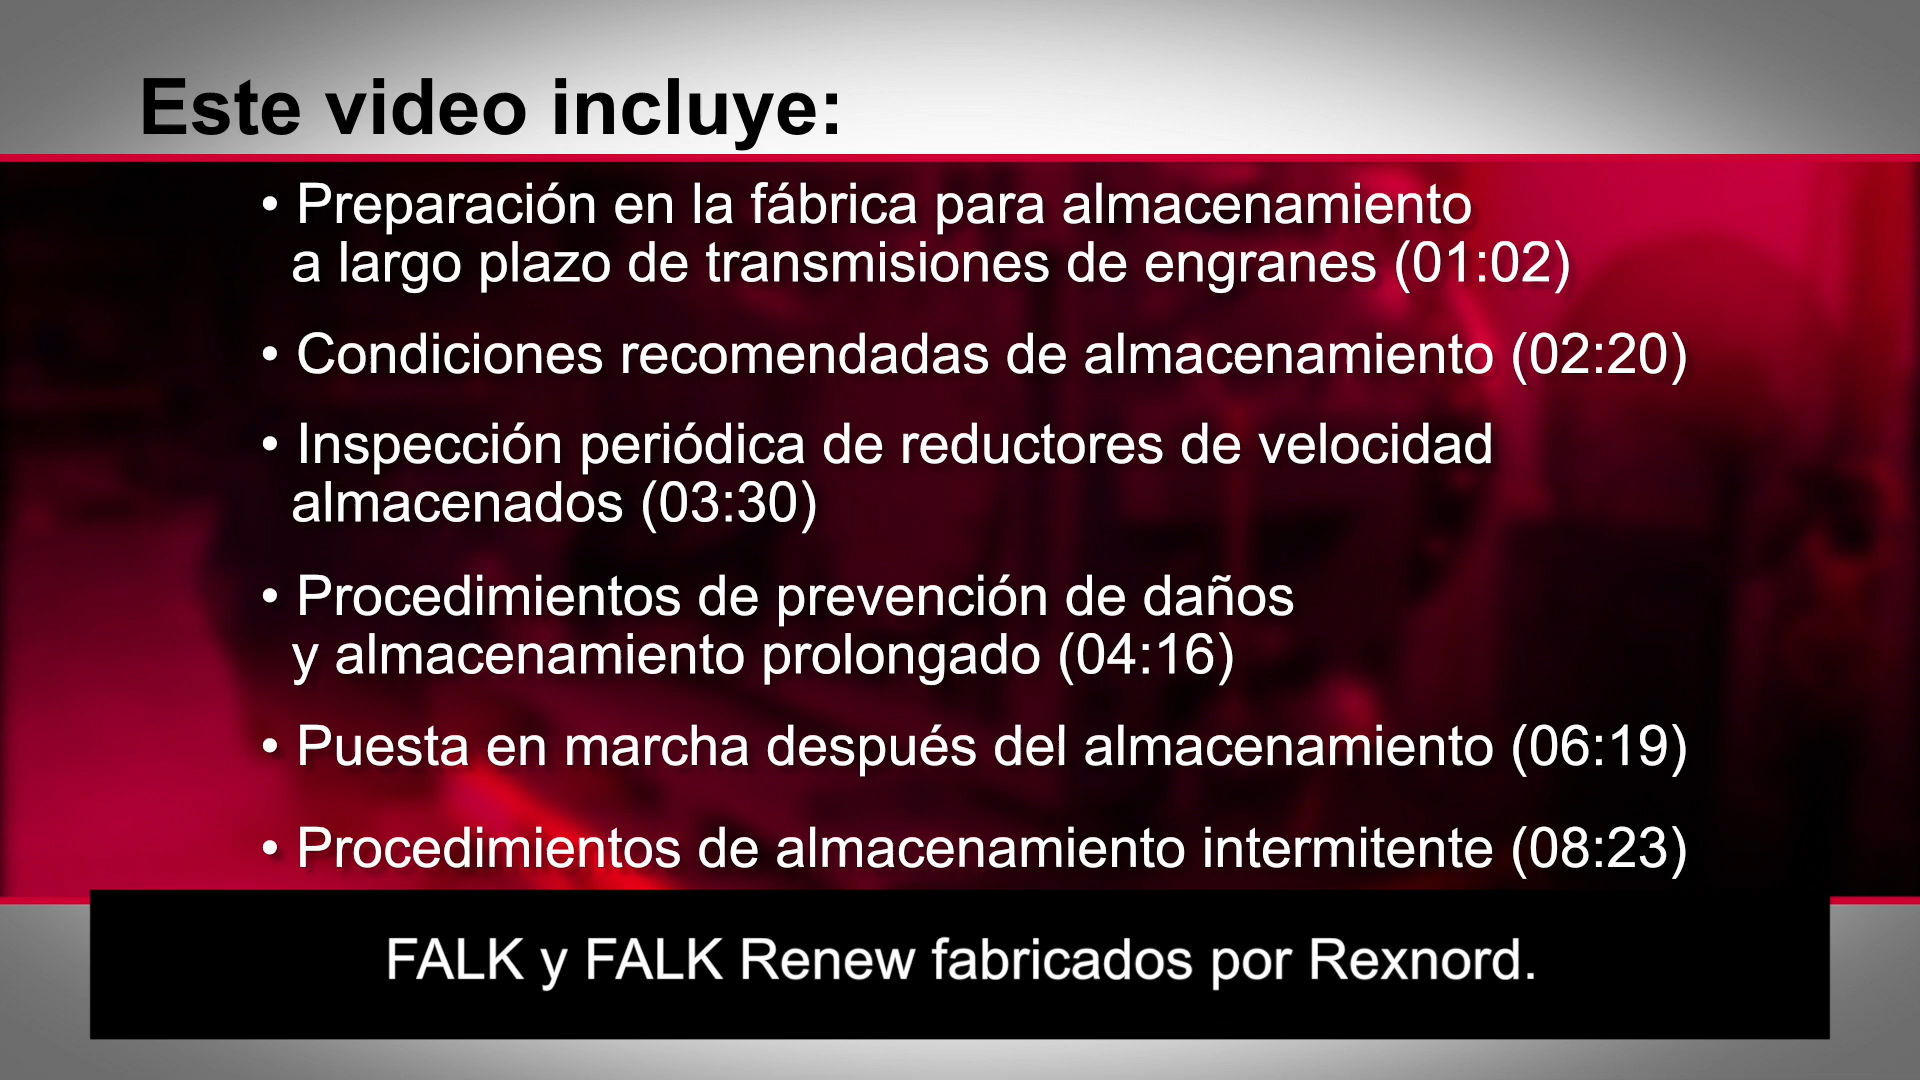 Este video incluye:
• Preparación en la fábrica para almacenamiento
a largo plazo de transmisiones de engranes (01:02)
• Condiciones recomendadas de almacenamiento (02:20)
• Inspección periódica de reductores de velocidad
almacenados (03:30)
• Procedimientos de prevención de daños
y almacenamiento prolongado (04:16)
• Puesta en marcha después del almacenamiento (06:19)
• Procedimientos de almacenamiento intermitente (08:23)
FALK y FALK Renew fabricados por Rexnord.